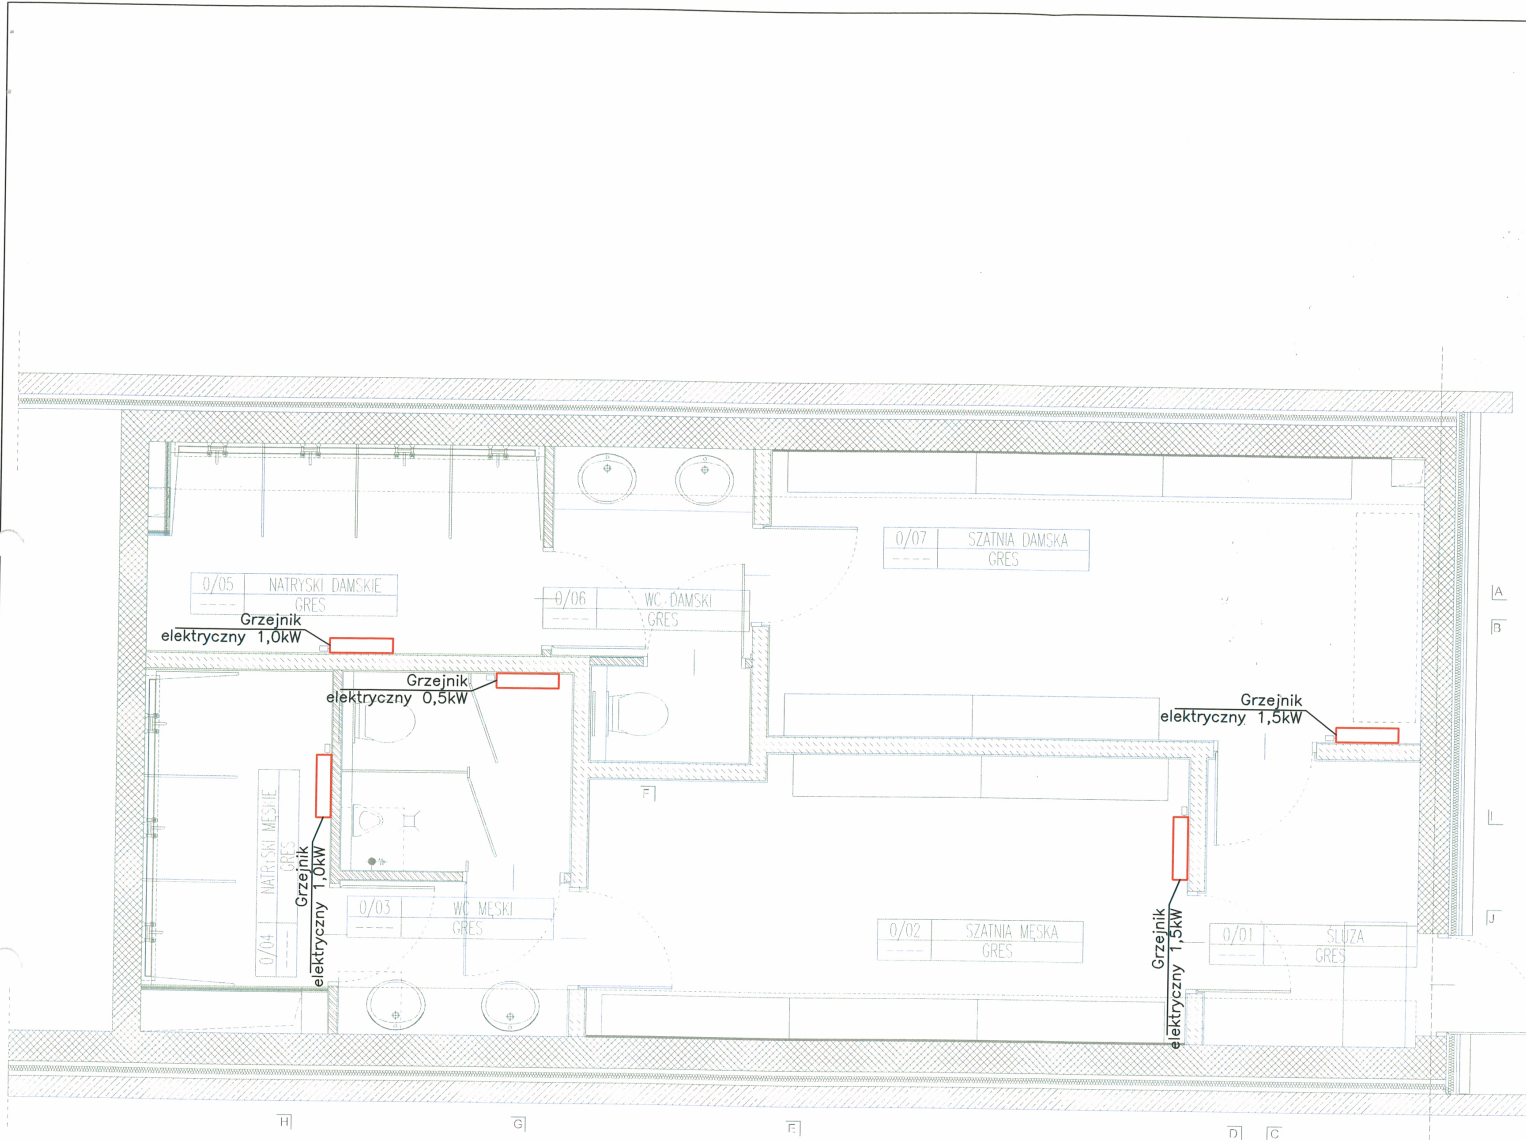 0/07 SZATNIA DAMSKA
---- GRES
0/05 NATRYSKI DAMSKIE
---- GRES
0/06 WC DAMSKI
---- GRES
A
B
Grzejnik
elektryczny 1,0kW
Grzejnik
elektryczny 0,5kW
Grzejnik
elektryczny 1,5kW
F
I
0/04 NATRYSKI MĘSKIE
---- GRES
Grzejnik
elektryczny 1,0kW
0/03 WC MĘSKI
---- GRES
0/02 SZATNIA MĘSKA
---- GRES
Grzejnik
elektryczny 1,5kW
0/01 ŚLUZA
---- GRES
J
H
G
E
D
C